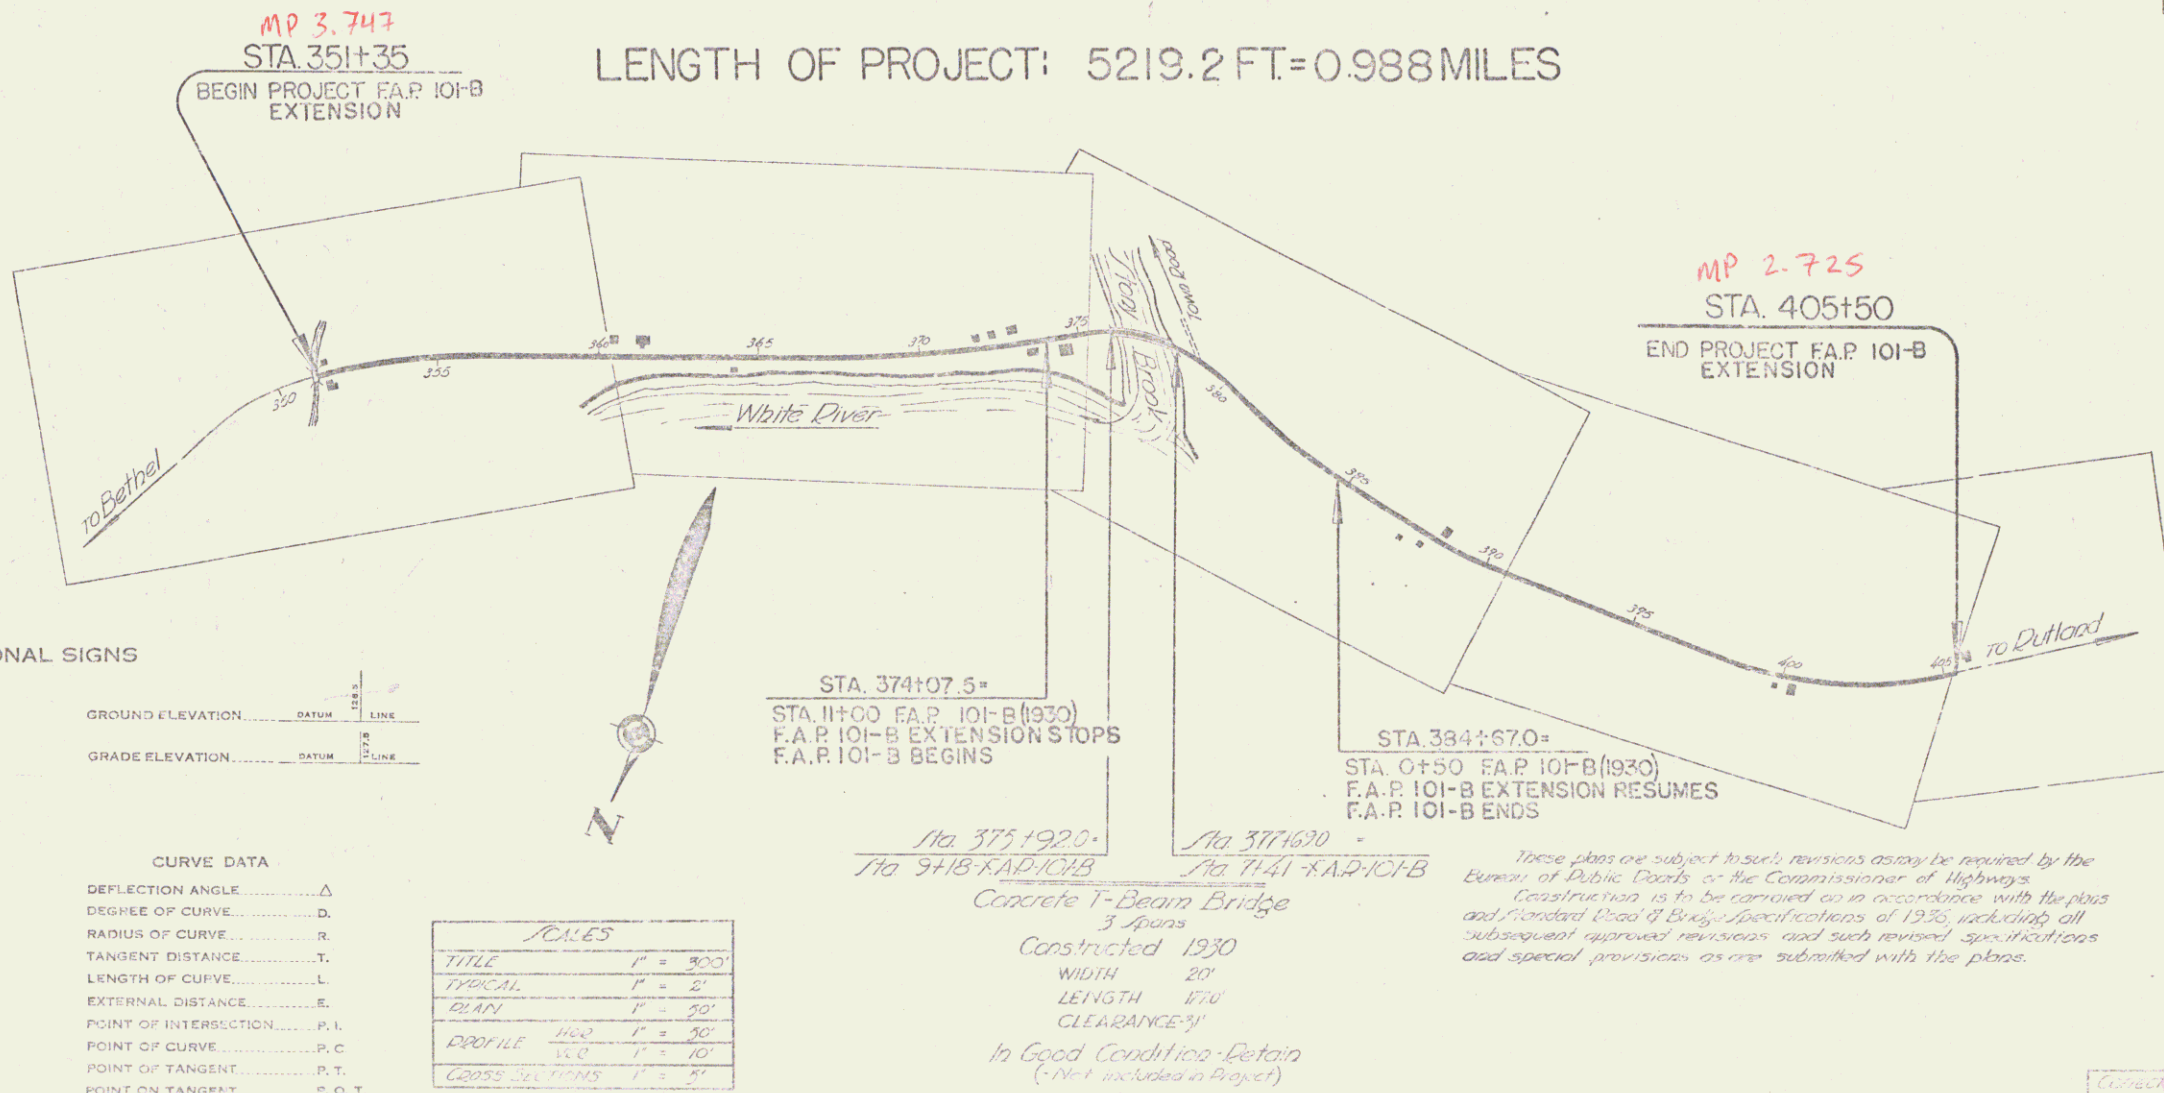 MP 3.747
STA. 351+35
BEGIN PROJECT F.A.P. 101-B
EXTENSION
LENGTH OF PROJECT: 5219.2 FT.=0.988 MILES
MP 2.725
STA. 405+50
END PROJECT F.A.P. 101-B
EXTENSION
TO Bethel
350
355
360
365
370
375
White River
Stony
Brook
TOWN ROAD
380
395
390
395
400
405
TO Rutland
ONAL SIGNS
GROUND ELEVATION DATUM 128.5 LINE
GRADE ELEVATION DATUM 127.8 LINE
N
STA. 374+07.5=
STA. 11+00 F.A.P. 101-B(1930)
F.A.P. 101-B EXTENSION STOPS
F.A.P. 101-B BEGINS
STA. 384+67.0=
STA. 0+50 F.A.P. 101-B(1930)
F.A.P. 101-B EXTENSION RESUMES
F.A.P. 101-B ENDS
Sta. 375+92.0=
Sta. 9+18-F.A.P.-101-B
Sta. 377+69.0 =
Sta. 7+41-F.A.P.-101-B
Concrete T-Beam Bridge
3 Spans
Constructed 1930
WIDTH 20'
LENGTH 177.0'
CLEARANCE-31'
In Good Condition-Retain
(-Not included in Project)
CURVE DATA
DEFLECTION ANGLE Δ
DEGREE OF CURVE D.
RADIUS OF CURVE R.
TANGENT DISTANCE T.
LENGTH OF CURVE L.
EXTERNAL DISTANCE E.
POINT OF INTERSECTION P. I.
POINT OF CURVE P. C.
POINT OF TANGENT P. T.
POINT ON TANGENT P. O. T.
SCALES
TITLE 1" = 300'
TYPICAL 1" = 2'
PLAN 1" = 50'
PROFILE HOR. 1" = 50'
VER. 1" = 10'
CROSS SECTIONS 1" = 5'
These plans are subject to such revisions as may be required by the
Bureau of Public Roads or the Commissioner of Highways.
Construction is to be carried on in accordance with the plans
and Standard Road & Bridge Specifications of 1936, including all
subsequent approved revisions and such revised specifications
and special provisions as are submitted with the plans.